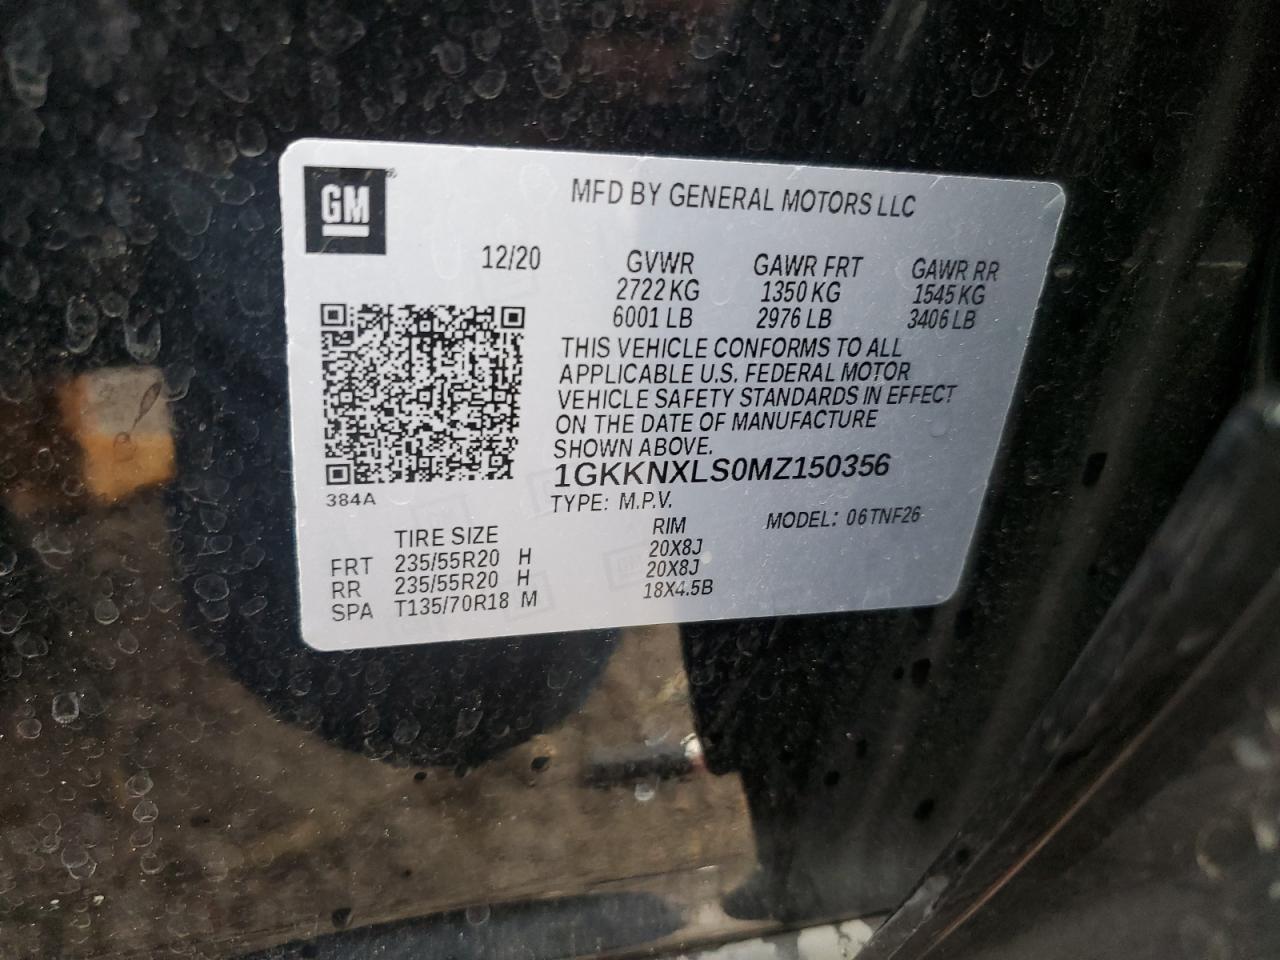 GM
MFD BY GENERAL MOTORS LLC
12/20 GVWR GAWR FRT GAWR RR
2722 KG 1350 KG 1545 KG
6001 LB 2976 LB 3406 LB
THIS VEHICLE CONFORMS TO ALL
APPLICABLE U.S. FEDERAL MOTOR
VEHICLE SAFETY STANDARDS IN EFFECT
ON THE DATE OF MANUFACTURE
SHOWN ABOVE.
1GKKNXLS0MZ150356
384A
TYPE: M.P.V. MODEL: 06TNF26
TIRE SIZE RIM
FRT 235/55R20 H 20X8J
RR 235/55R20 H 20X8J
SPA T135/70R18 M 18X4.5B